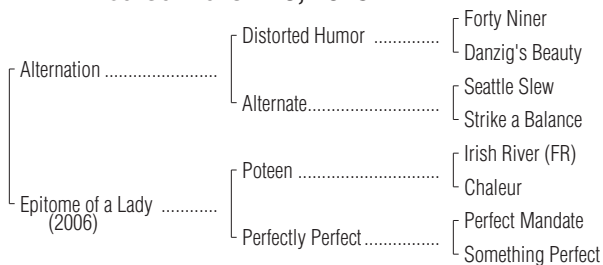 Forty Niner
Distorted Humor ..............
Danzig's Beauty
Alternation ........................
Seattle Slew
Alternate............................
Strike a Balance
Irish River (FR)
Poteen ..............................
Chaleur
Epitome of a Lady ............
(2006)
Perfect Mandate
Perfectly Perfect................
Something Perfect